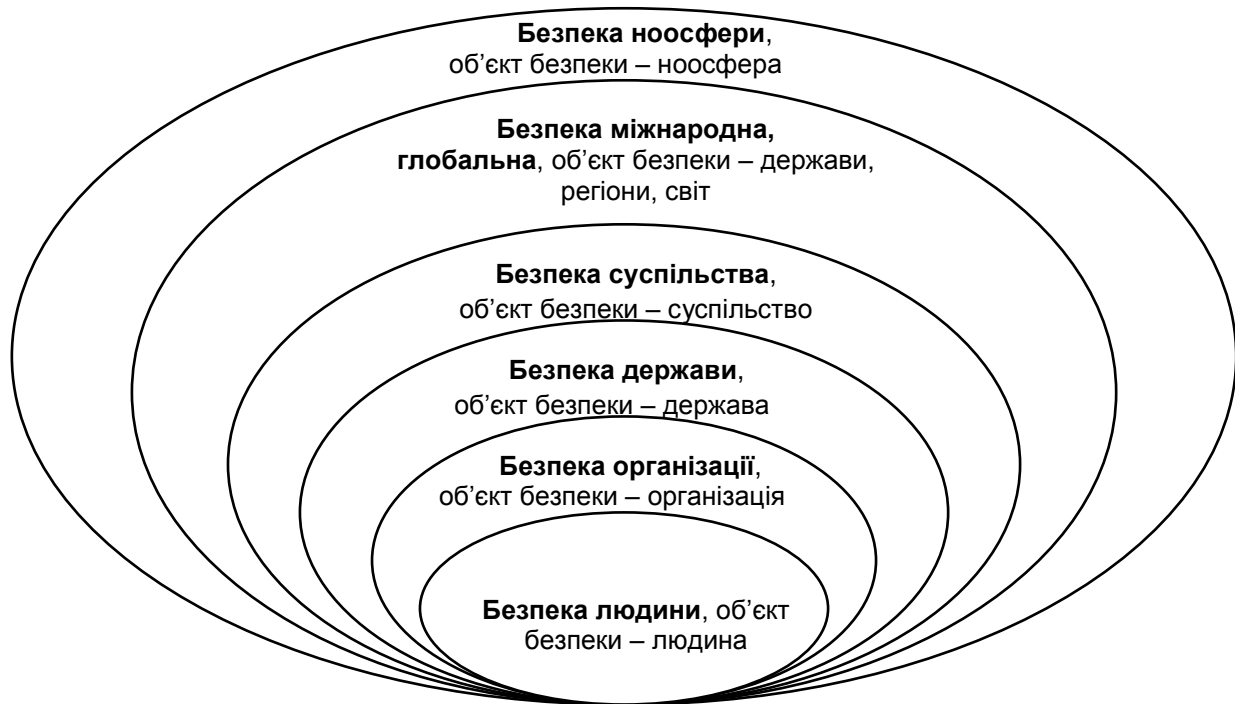 Безпека ноосфери,
об’єкт безпеки – ноосфера
Безпека міжнародна,
глобальна, об’єкт безпеки – держави,
регіони, світ
Безпека суспільства,
об’єкт безпеки – суспільство
Безпека держави,
об’єкт безпеки – держава
Безпека організації,
об’єкт безпеки – організація
Безпека людини, об’єкт
безпеки – людина